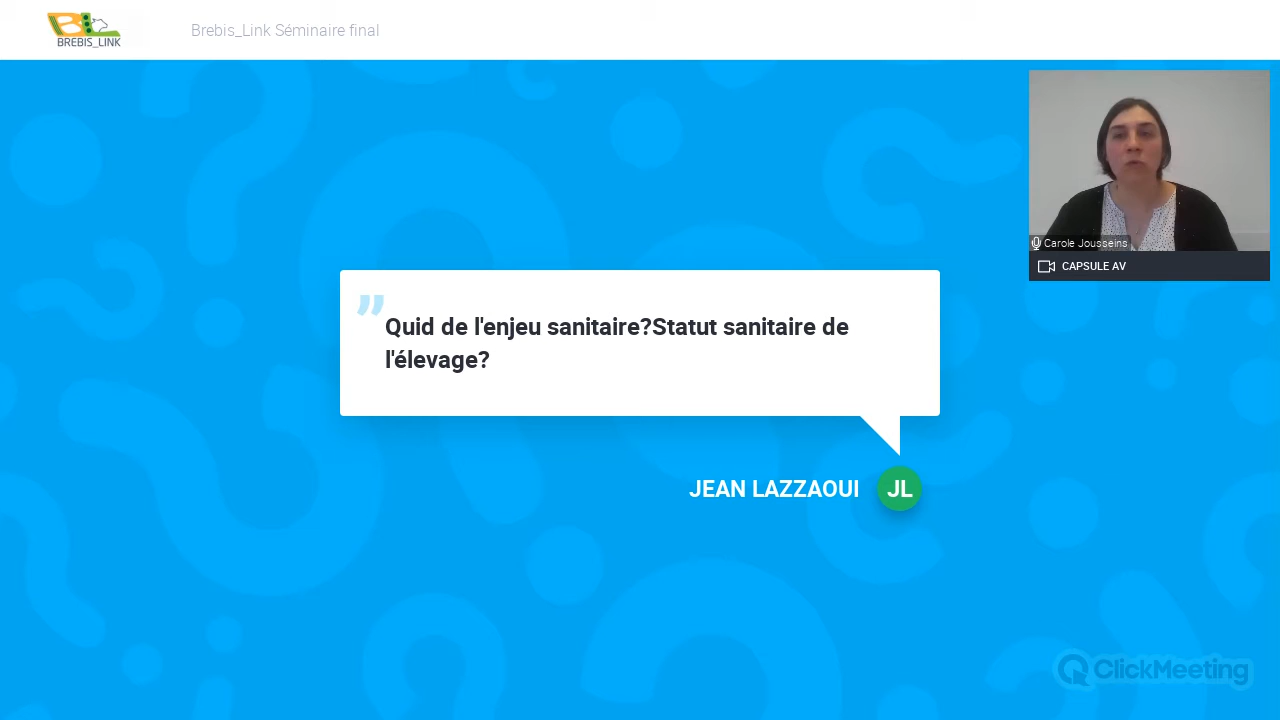 BL
BREBIS_LINK
Brebis_Link Séminaire final
Carole Jousseins
CAPSULE AV
Quid de l'enjeu sanitaire?Statut sanitaire de
l'élevage?
JEAN LAZZAOUI
JL
ClickMeeting